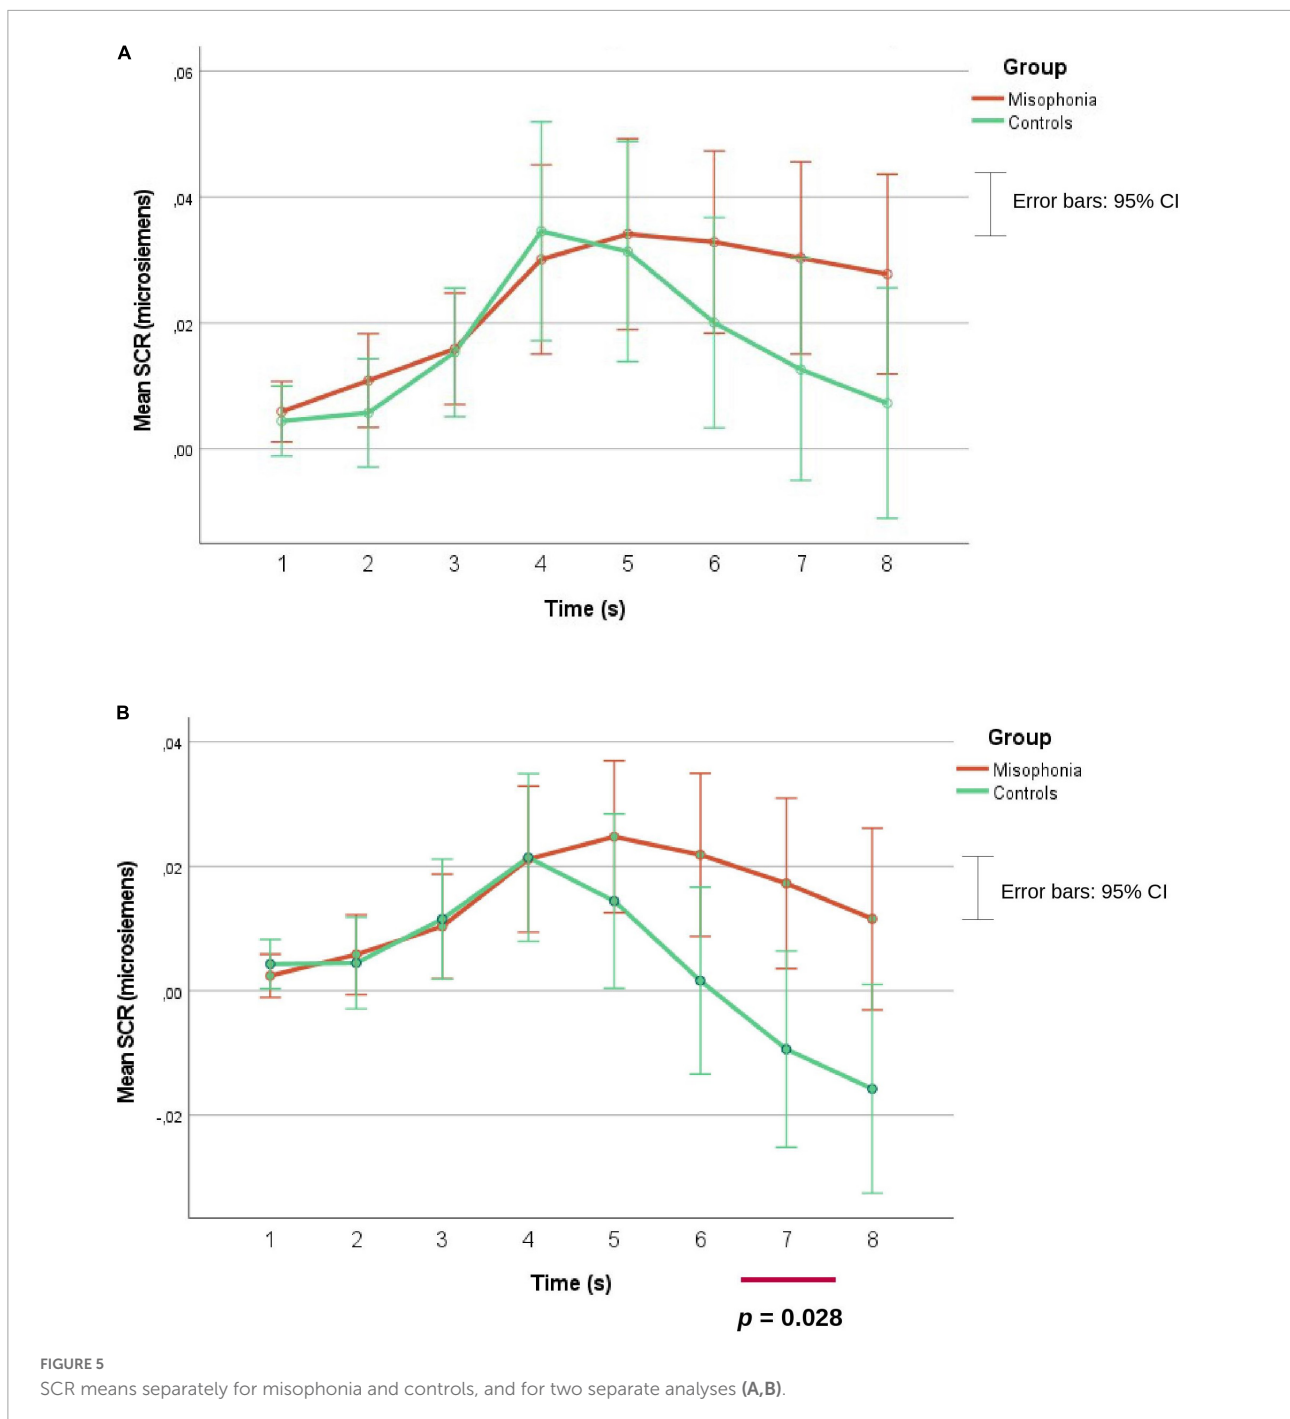 A
Group
Misophonia
Controls
Error bars: 95% CI
,06
,04
,02
,00
Mean SCR (microsiemens)
1 2 3 4 5 6 7 8
Time (s)
B
Group
Misophonia
Controls
Error bars: 95% CI
,04
,02
,00
-,02
Mean SCR (microsiemens)
1 2 3 4 5 6 7 8
Time (s)
p = 0.028
FIGURE 5
SCR means separately for misophonia and controls, and for two separate analyses (A,B).